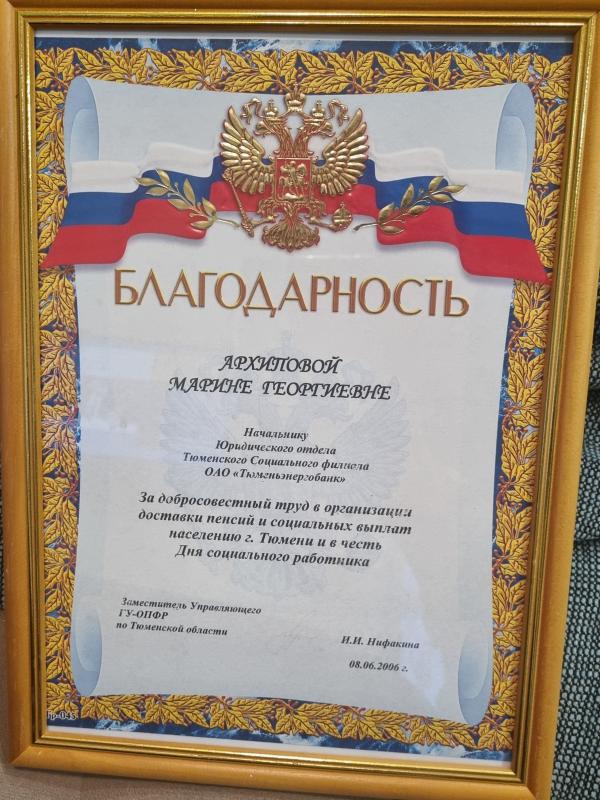 БЛАГОДАРНОСТЬ
АРХИПОВОЙ
МАРИНЕ ГЕОРГИЕВНЕ
Начальнику
Юридического отдела
Тюменского Социального филиала
ОАО «Тюменьэнергобанк»
За добросовестный труд в организации
доставки пенсий и социальных выплат
населению г. Тюмени и в честь
Дня социального работника
Заместитель Управляющего
ГУ-ОПФР
по Тюменской области
И.И. Нифакина
08.06.2006 г.